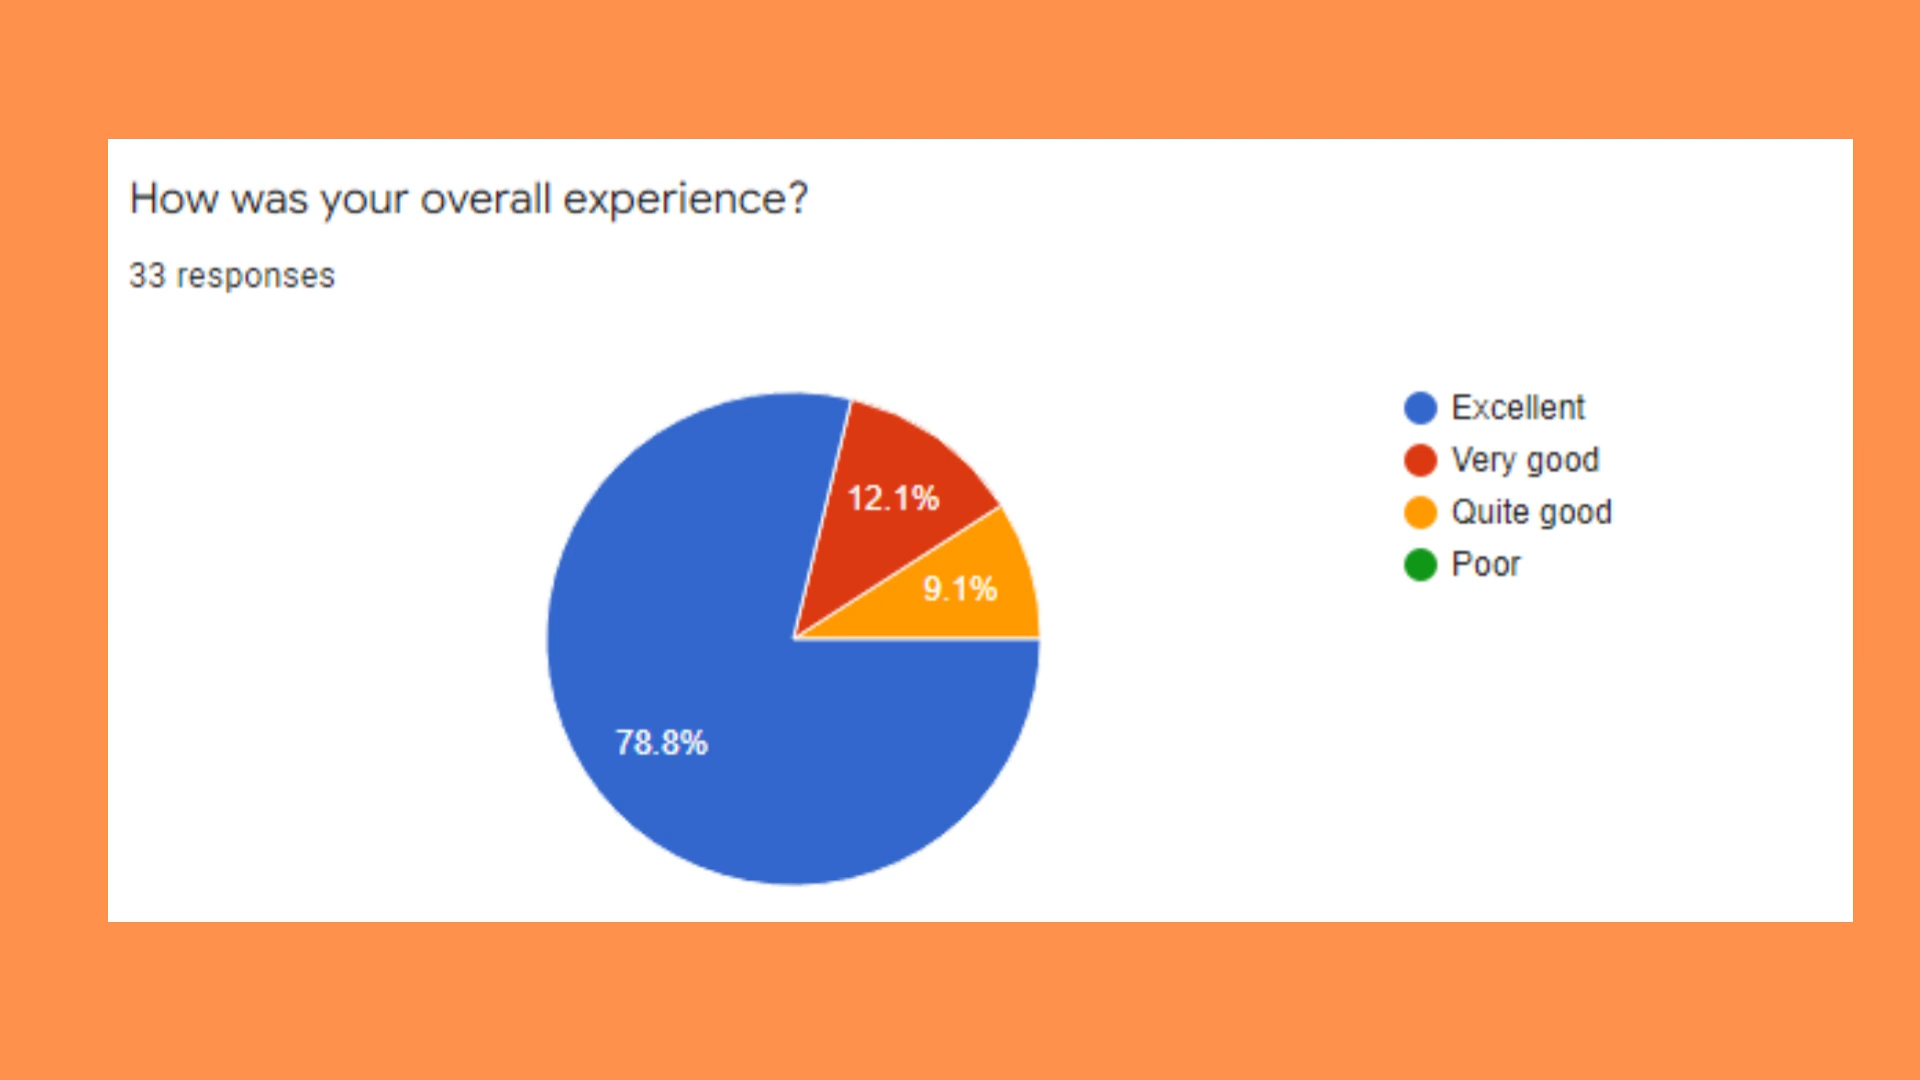 How was your overall experience?
33 responses
Excellent
Very good
Quite good
Poor
12.1%
9.1%
78.8%